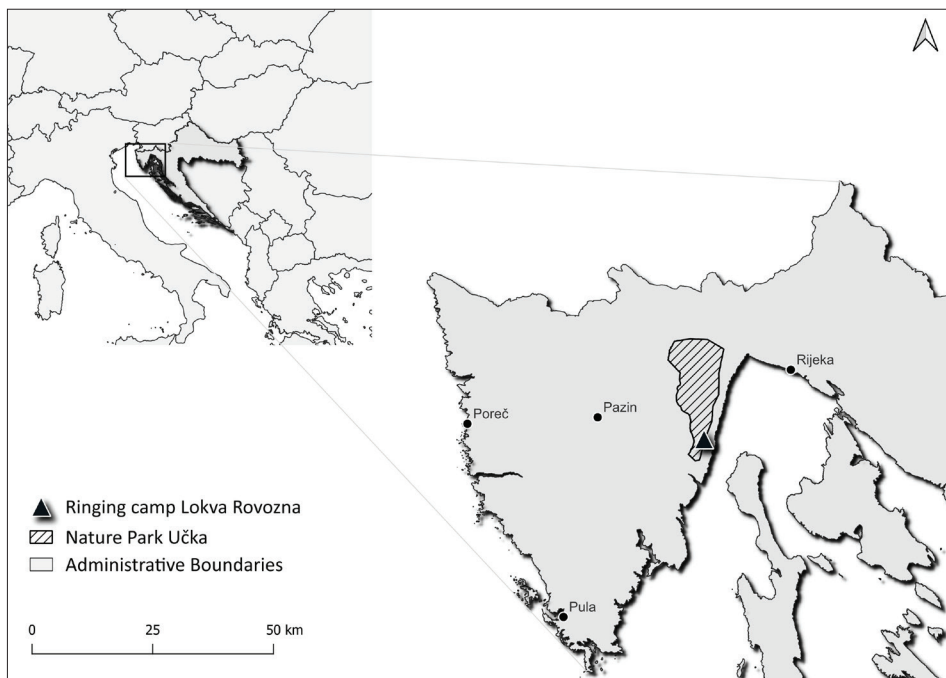 Rijeka
Pazin
Poreč
Pula
Ringing camp Lokva Rovozna
Nature Park Učka
Administrative Boundaries
0 25 50 km